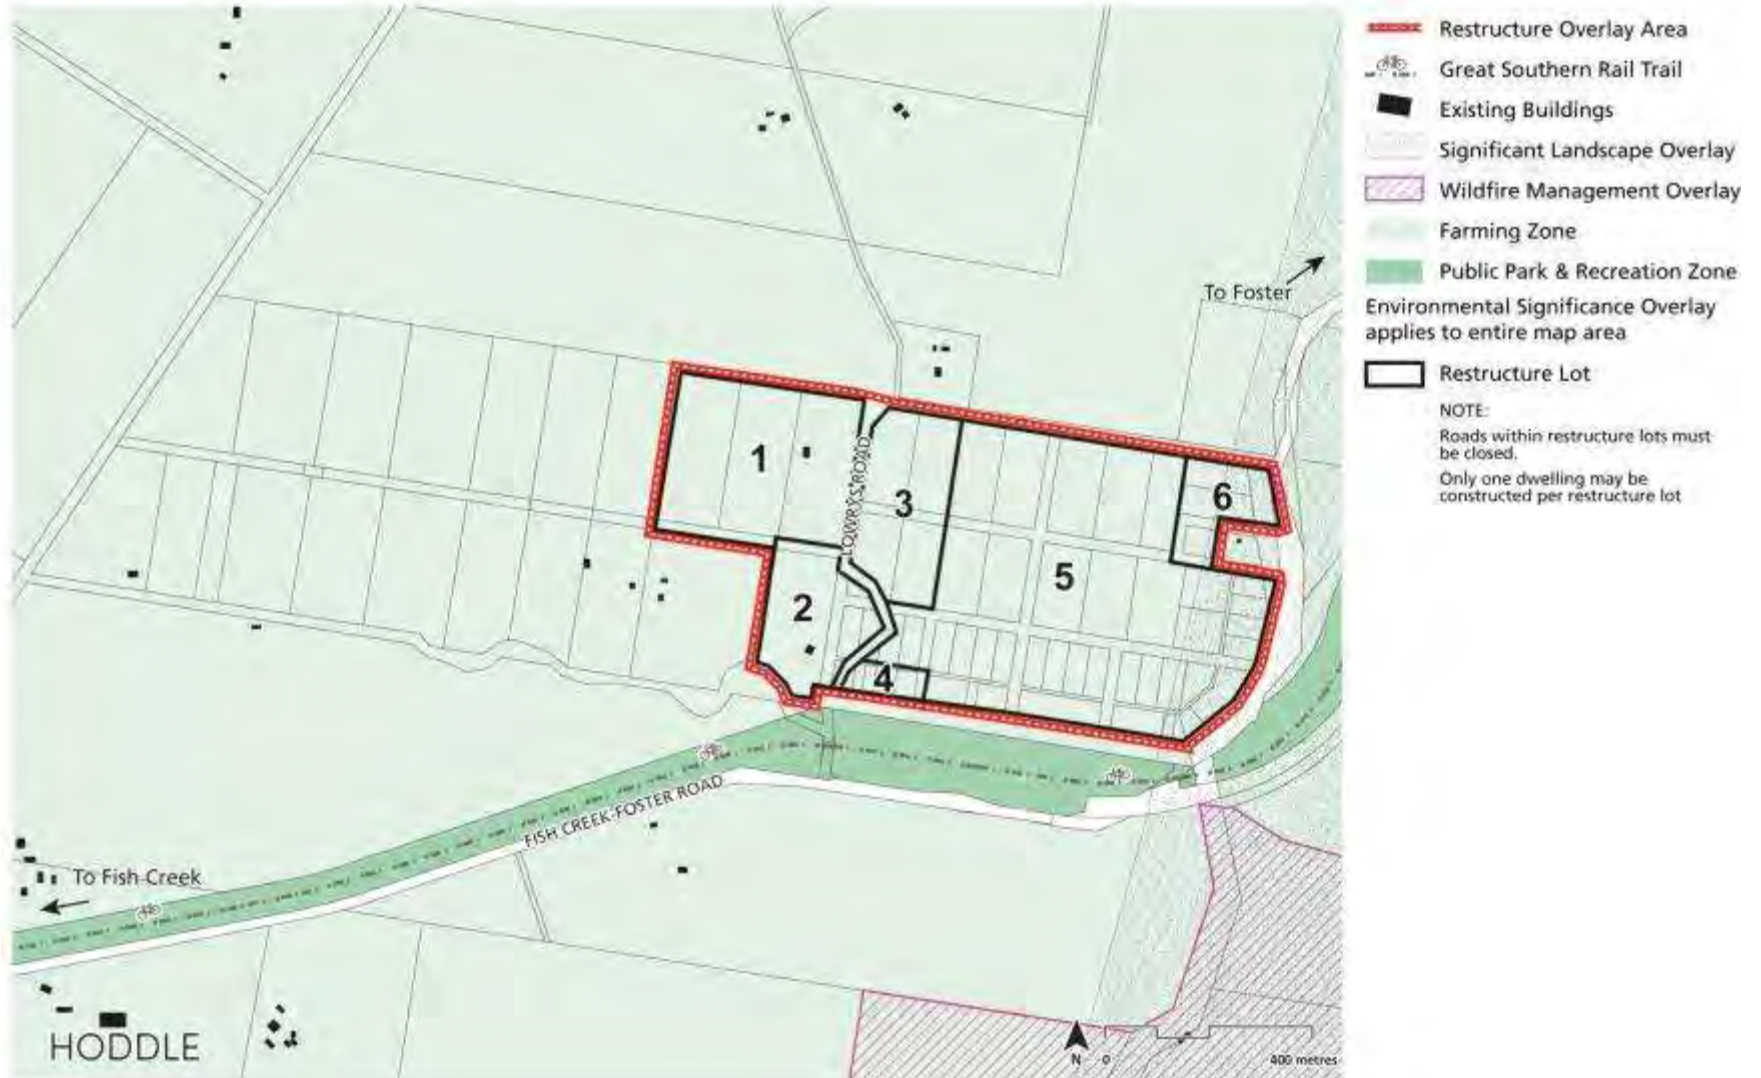 Restructure Overlay Area
Great Southern Rail Trail
Existing Buildings
Significant Landscape Overlay
Wildfire Management Overlay
Farming Zone
Public Park & Recreation Zone
Environmental Significance Overlay
applies to entire map area
Restructure Lot
NOTE:
Roads within restructure lots must
be closed.
Only one dwelling may be
constructed per restructure lot
To Foster
1
LOWRYS ROAD
3
6
5
2
4
FISH CREEK-FOSTER ROAD
To Fish Creek
HODDLE
N 0 400 metres